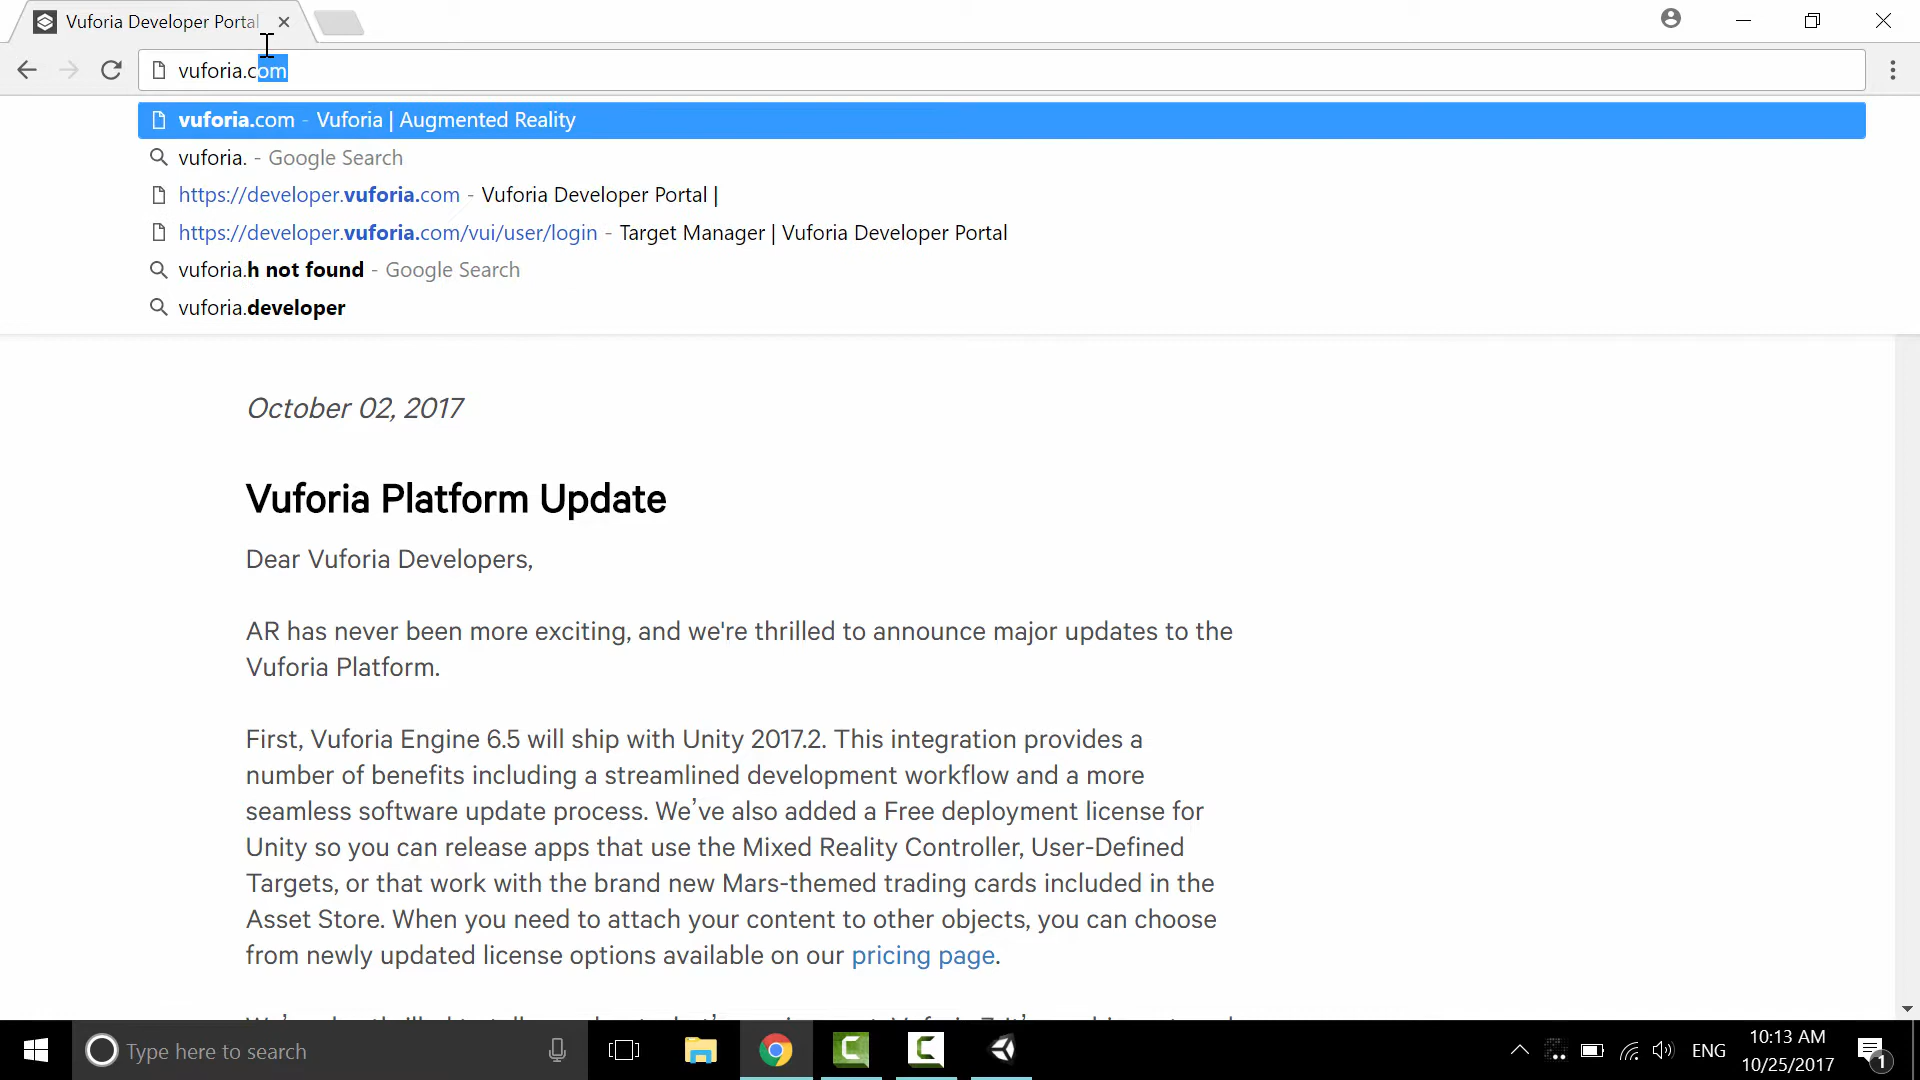 Vuforia Developer Portal
vuforia.com
vuforia.com - Vuforia | Augmented Reality
vuforia. - Google Search
https://developer.vuforia.com - Vuforia Developer Portal |
https://developer.vuforia.com/vui/user/login - Target Manager | Vuforia Developer Portal
vuforia.h not found - Google Search
vuforia.developer
October 02, 2017
Vuforia Platform Update
Dear Vuforia Developers,
AR has never been more exciting, and we're thrilled to announce major updates to the
Vuforia Platform.
First, Vuforia Engine 6.5 will ship with Unity 2017.2. This integration provides a
number of benefits including a streamlined development workflow and a more
seamless software update process. We’ve also added a Free deployment license for
Unity so you can release apps that use the Mixed Reality Controller, User-Defined
Targets, or that work with the brand new Mars-themed trading cards included in the
Asset Store. When you need to attach your content to other objects, you can choose
from newly updated license options available on our pricing page.
Type here to search
ENG
10:13 AM
10/25/2017
1